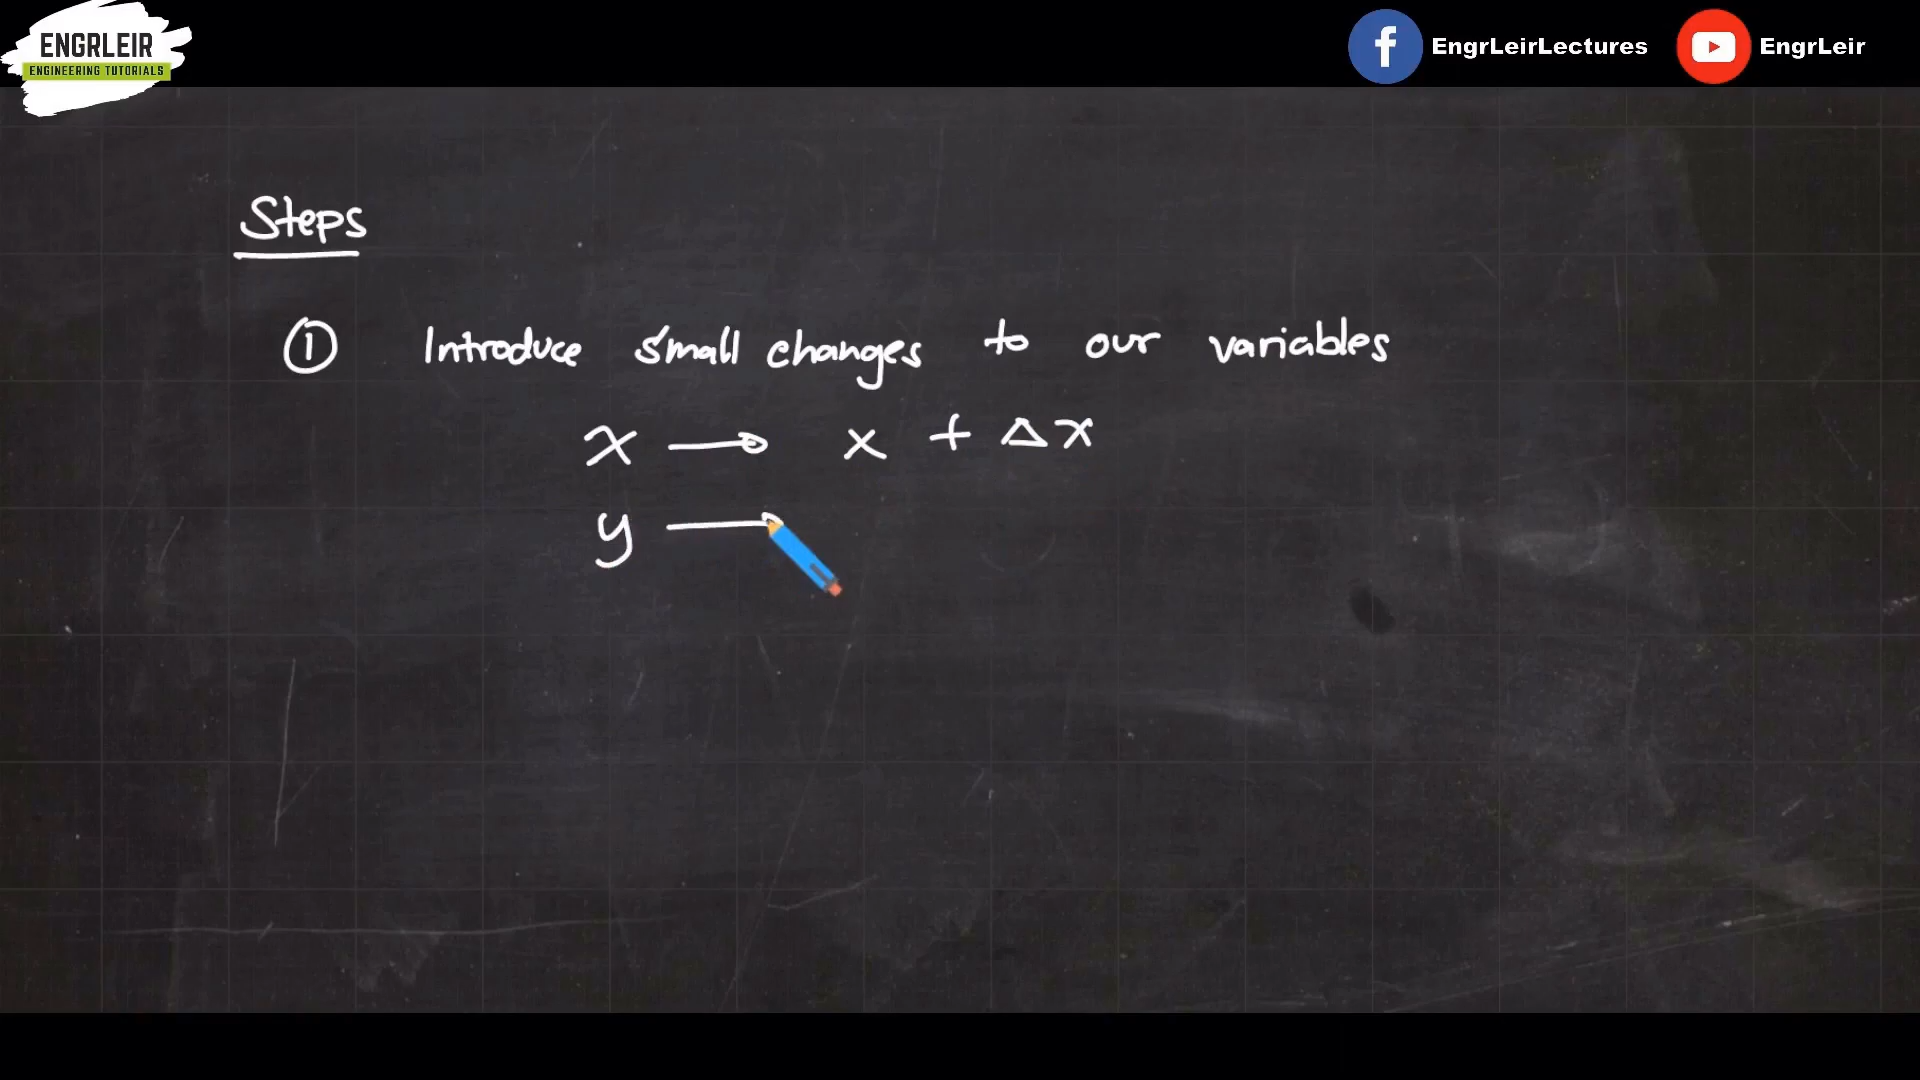 ENGRLEIR
ENGINEERING TUTORIALS
EngrLeirLectures
EngrLeir
Steps
① Introduce small changes to our variables
x → x + Δx
y →